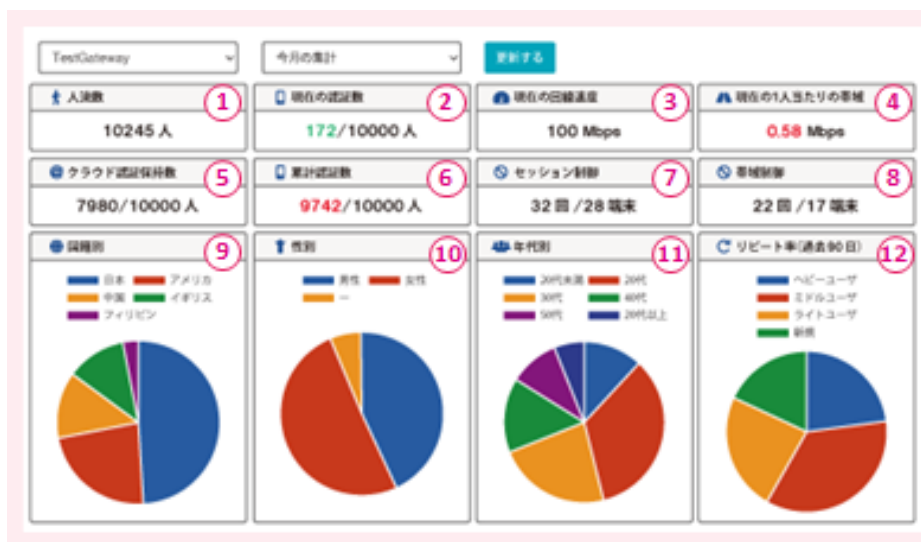 TestGateway 今月の集計 更新する
人流数 ① 現在の認証数 ② 現在の回線速度 ③ 現在の1人当たりの帯域 ④
10245 人 172/10000 人 100 Mbps 0.58 Mbps
クラウド認証保持数 ⑤ 累計認証数 ⑥ セッション制御 ⑦ 帯域制御 ⑧
7980/10000 人 9742/10000 人 32 回 /28 端末 22 回 /17 端末
国籍別 ⑨ 性別 ⑩ 年代別 ⑪ リピート率(過去90日) ⑫
日本 アメリカ 男性 女性 20代未満 20代 ヘビーユーザ
中国 イギリス ー 30代 40代 ミドルユーザ
フィリピン 50代 20代以上 ライトユーザ
新規